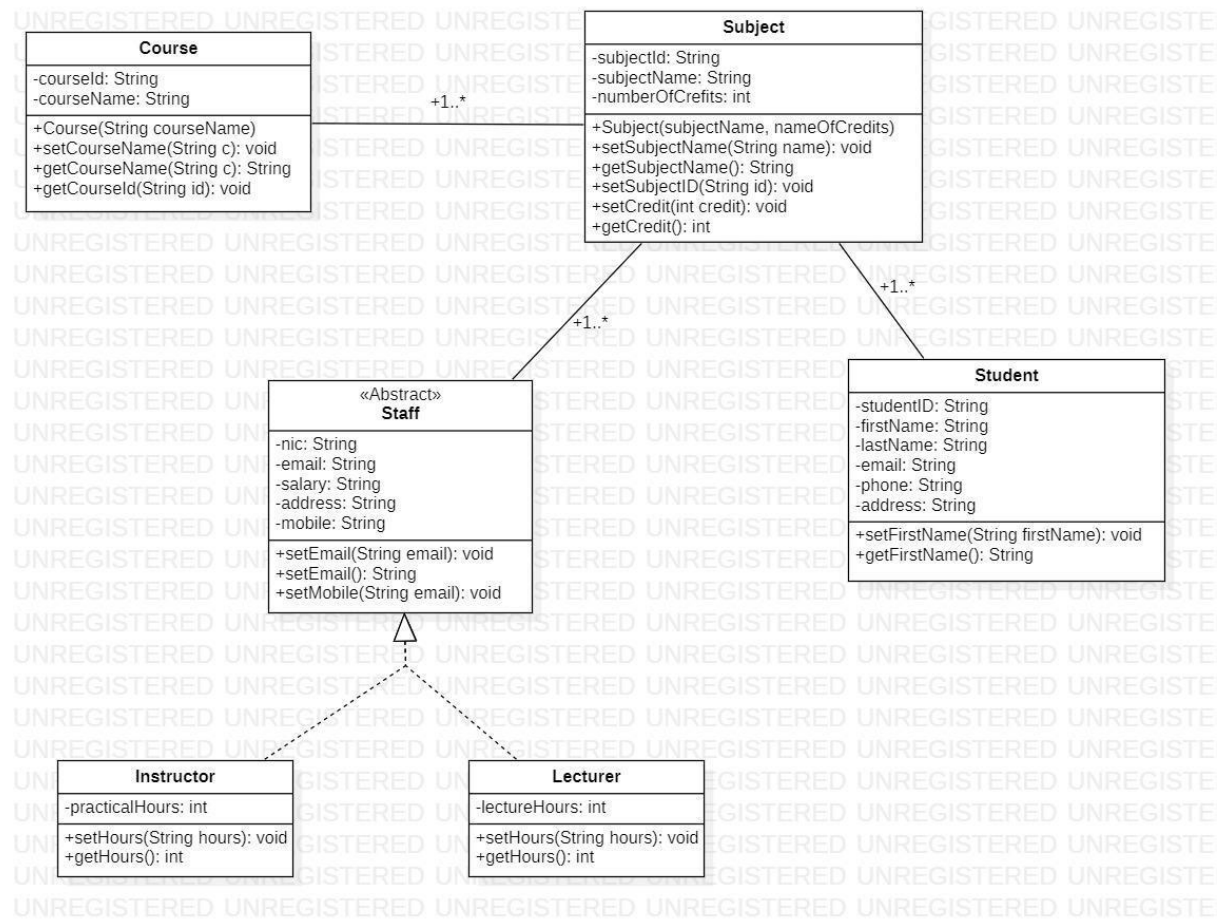 Course
-courseId: String
-courseName: String
+Course(String courseName)
+setCourseName(String c): void
+getCourseName(String c): String
+getCourseId(String id): void
+1..*
Subject
-subjectId: String
-subjectName: String
-numberOfCrefits: int
+Subject(subjectName, nameOfCredits)
+setSubjectName(String name): void
+getSubjectName(): String
+setSubjectID(String id): void
+setCredit(int credit): void
+getCredit(): int
+1..*
+1..*
«Abstract»
Staff
-nic: String
-email: String
-salary: String
-address: String
-mobile: String
+setEmail(String email): void
+setEmail(): String
+setMobile(String email): void
Student
-studentID: String
-firstName: String
-lastName: String
-email: String
-phone: String
-address: String
+setFirstName(String firstName): void
+getFirstName(): String
Instructor
-practicalHours: int
+setHours(String hours): void
+getHours(): int
Lecturer
-lectureHours: int
+setHours(String hours): void
+getHours(): int
UNREGISTERED